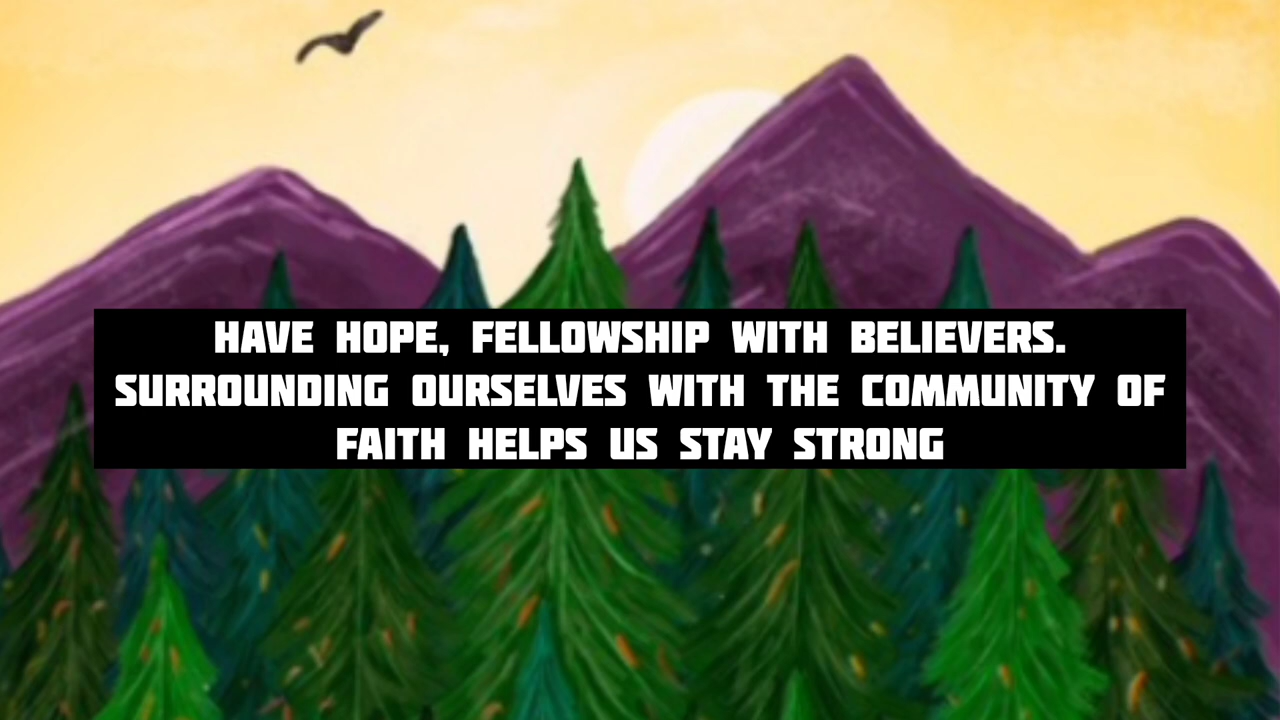 HAVE HOPE, FELLOWSHIP WITH BELIEVERS.
SURROUNDING OURSELVES WITH THE COMMUNITY OF
FAITH HELPS US STAY STRONG